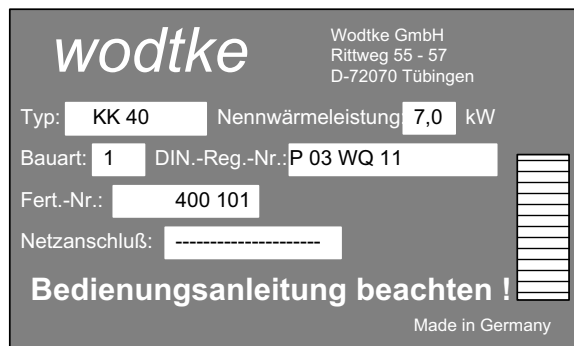 wodtke
Wodtke GmbH
Rittweg 55 - 57
D-72070 Tübingen
Typ: KK 40 Nennwärmeleistung: 7,0 kW
Bauart: 1 DIN.-Reg.-Nr.: P 03 WQ 11
Fert.-Nr.: 400 101
Netzanschluß: ---------------------
Bedienungsanleitung beachten !
Made in Germany